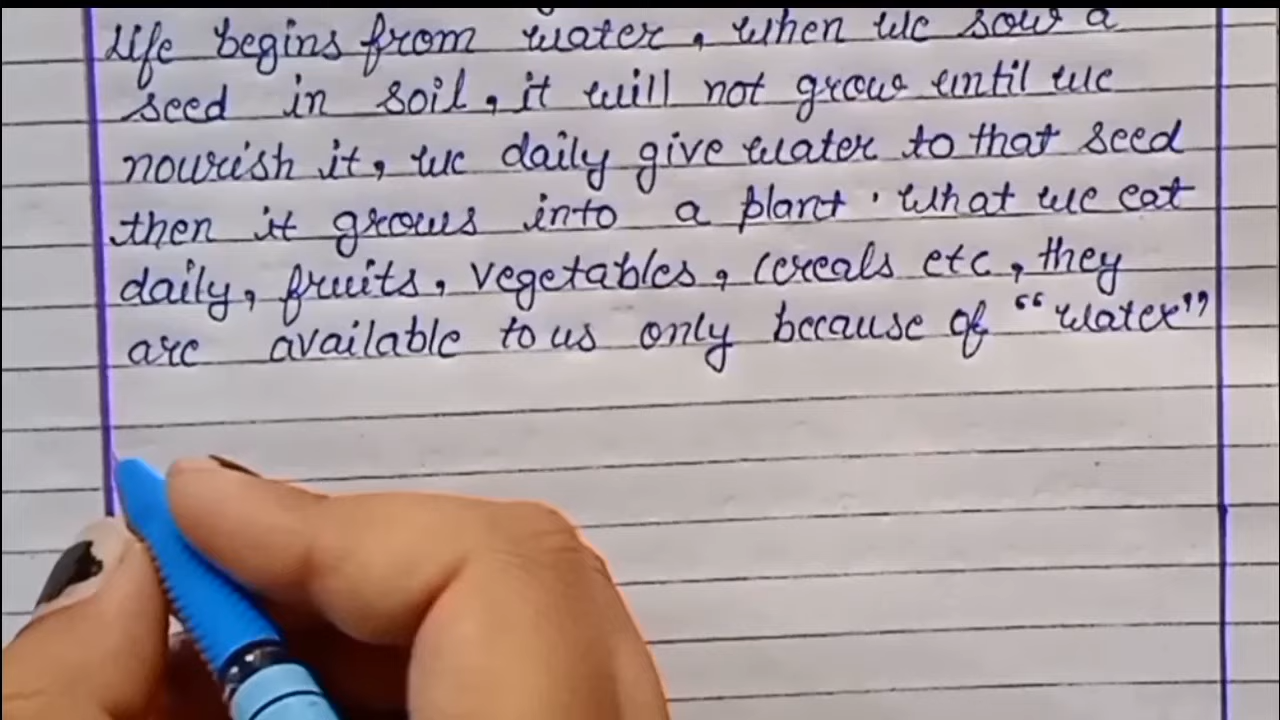 Life begins from water, when we sow a
seed in soil, it will not grow until we
nourish it, we daily give water to that seed
then it grows into a plant. What we eat
daily, fruits, vegetables, cereals etc, they
are available to us only because of “water”